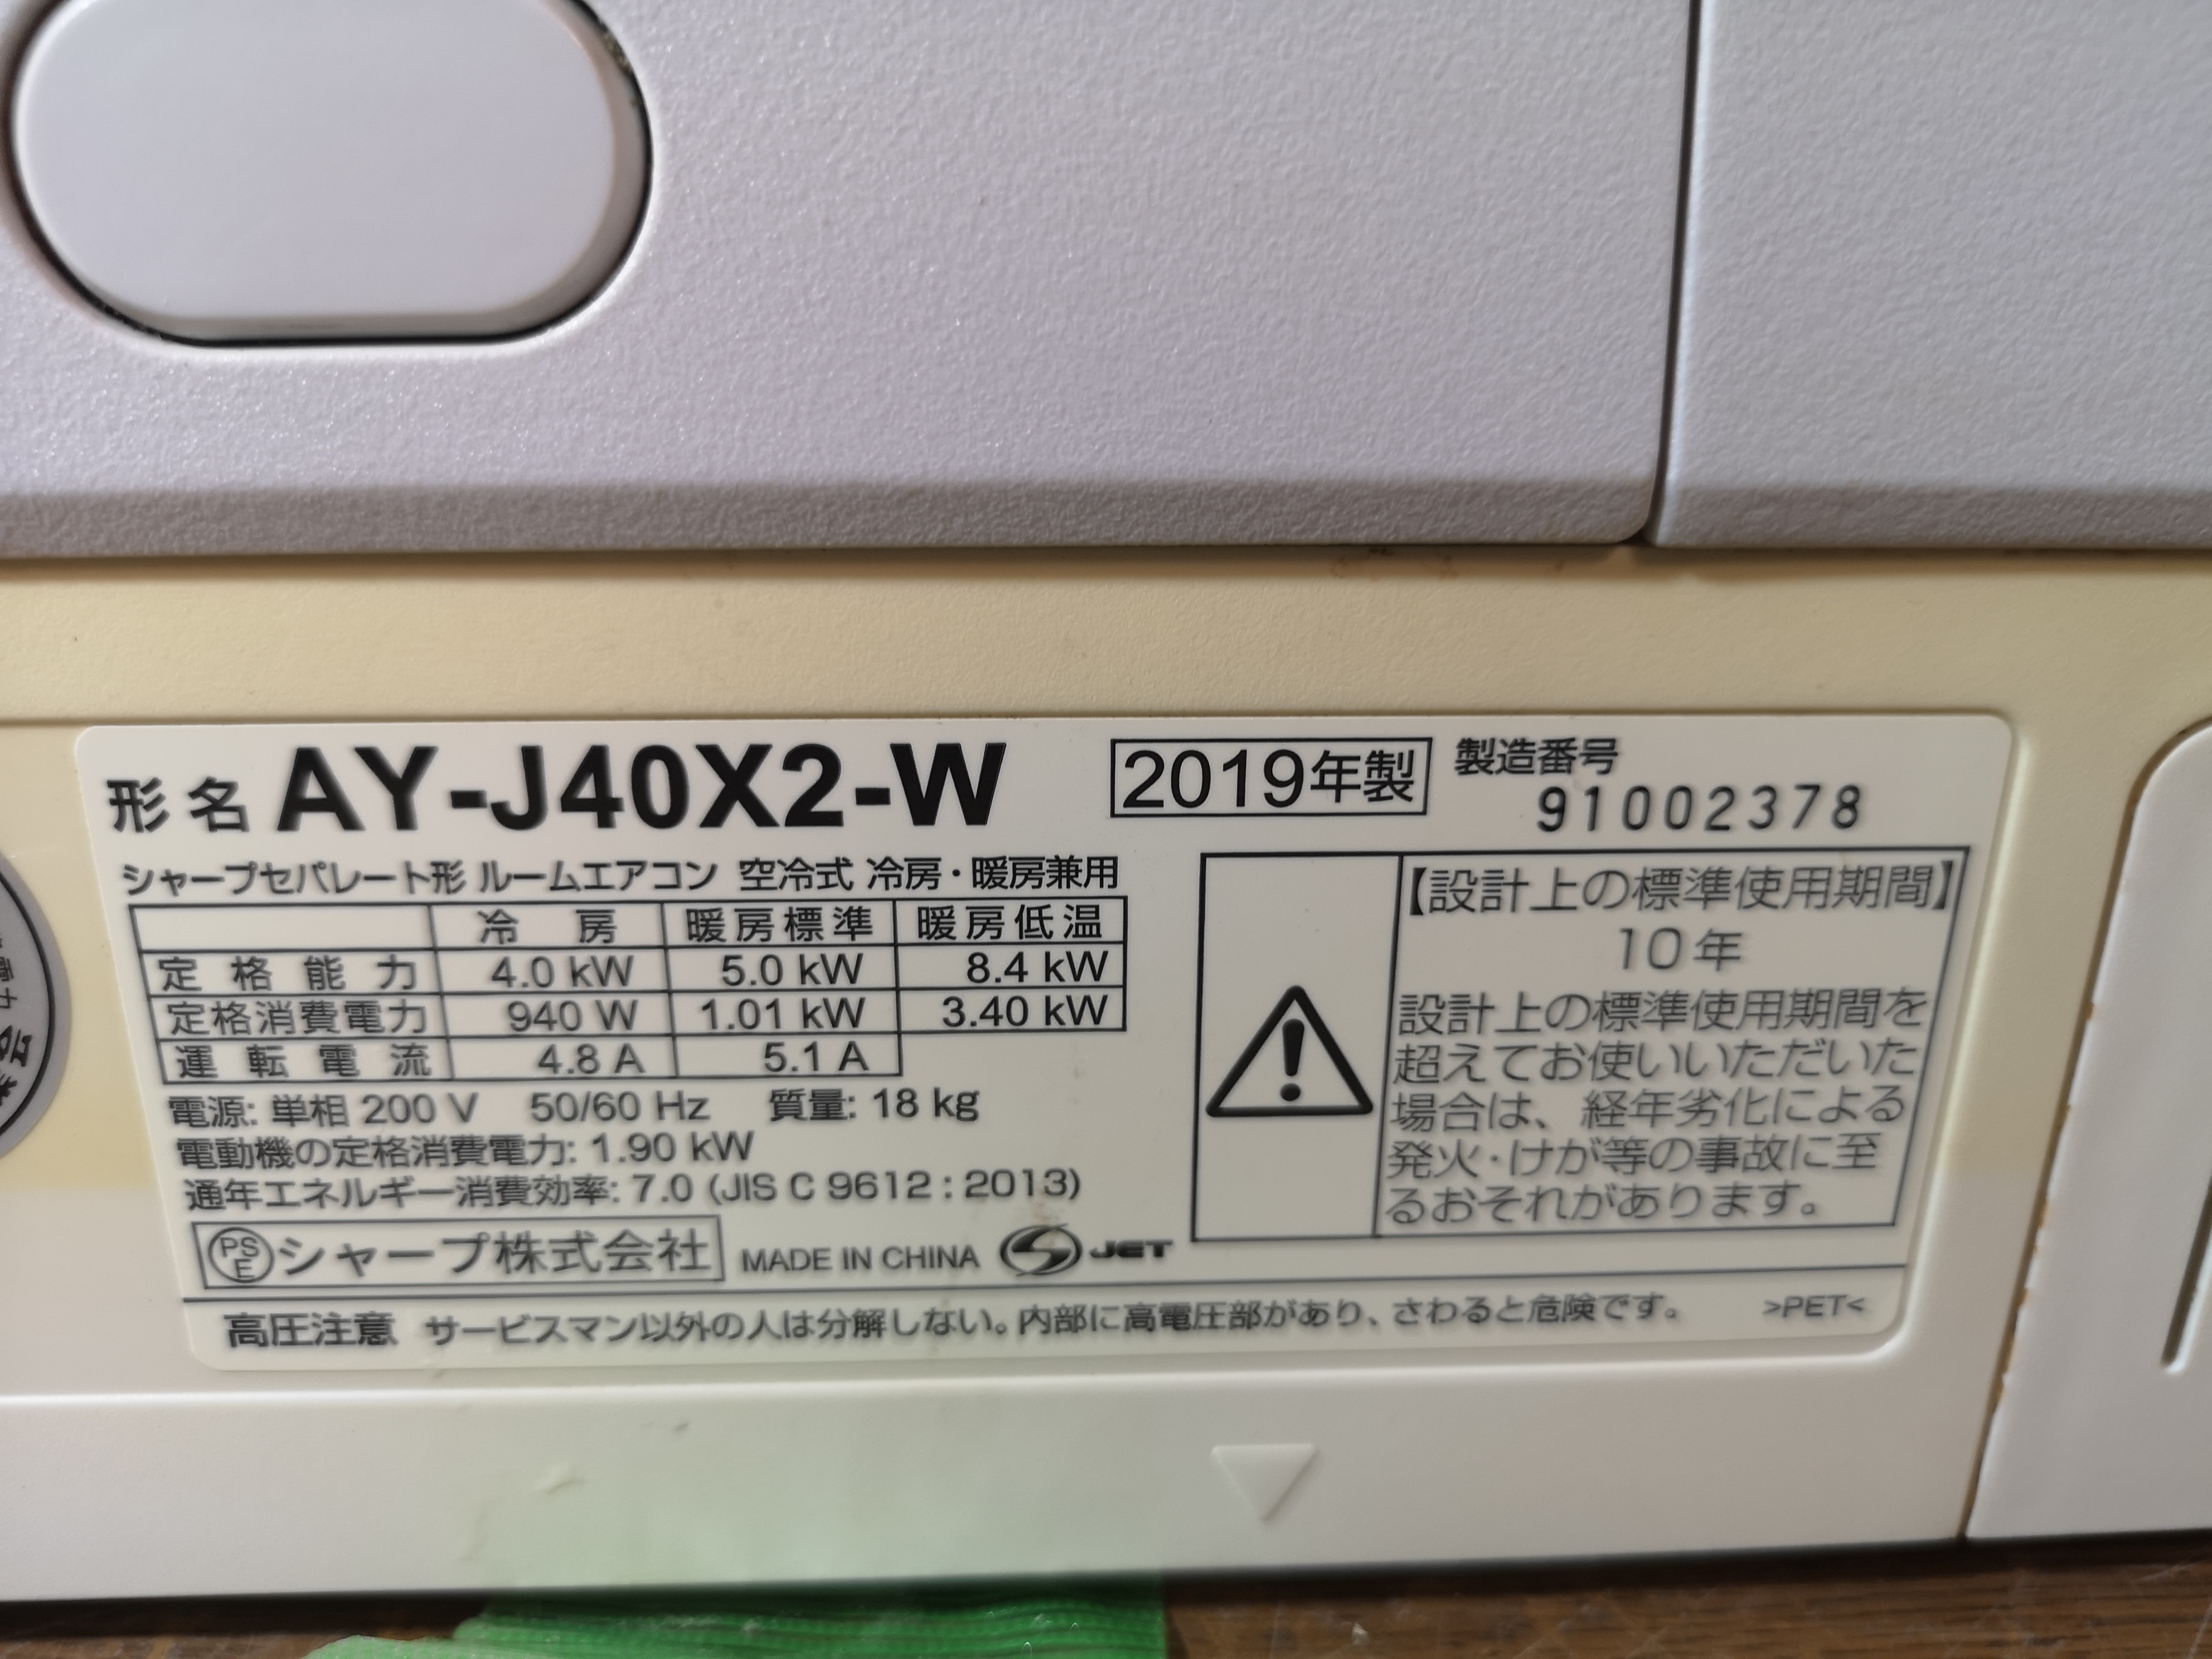 形名 AY-J40X2-W 2019年製 製造番号
91002378
シャープセパレート形 ルームエアコン 空冷式 冷房・暖房兼用
冷房 暖房標準 暖房低温
定格能力 4.0 kW 5.0 kW 8.4 kW
定格消費電力 940 W 1.01 kW 3.40 kW
運転電流 4.8 A 5.1 A
電源: 単相 200 V 50/60 Hz 質量: 18 kg
電動機の定格消費電力: 1.90 kW
通年エネルギー消費効率: 7.0 (JIS C 9612 : 2013)
PSE シャープ株式会社 MADE IN CHINA JET
【設計上の標準使用期間】
10年
設計上の標準使用期間を
超えてお使いいただいた
場合は、経年劣化による
発火・けが等の事故に至
るおそれがあります。
高圧注意 サービスマン以外の人は分解しない。内部に高電圧部があり、さわると危険です。 >PET<